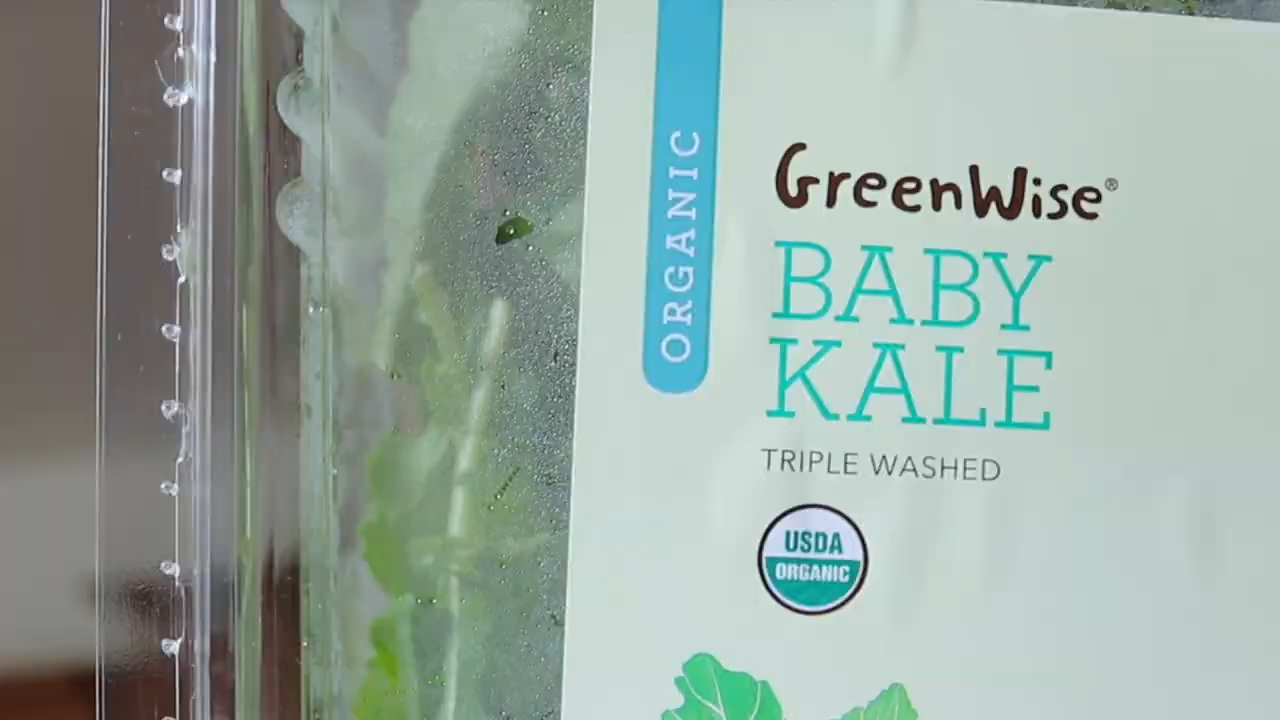 ORGANIC
GreenWise®
BABY
KALE
TRIPLE WASHED
USDA
ORGANIC